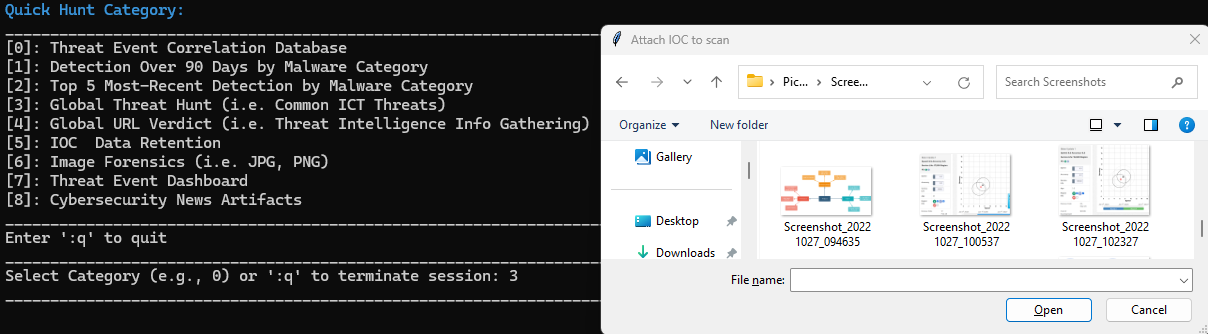 Quick Hunt Category:
[0]: Threat Event Correlation Database
[1]: Detection Over 90 Days by Malware Category
[2]: Top 5 Most-Recent Detection by Malware Category
[3]: Global Threat Hunt (i.e. Common ICT Threats)
[4]: Global URL Verdict (i.e. Threat Intelligence Info Gathering)
[5]: IOC  Data Retention
[6]: Image Forensics (i.e. JPG, PNG)
[7]: Threat Event Dashboard
[8]: Cybersecurity News Artifacts
Enter ':q' to quit
Select Category (e.g., 0) or ':q' to terminate session: 3
Attach IOC to scan
Pic...
Scree...
Search Screenshots
Organize
New folder
Gallery
Desktop
Downloads
Screenshot_2022
1027_094635
Screenshot_2022
1027_100537
Screenshot_2022
1027_102327
File name:
Open
Cancel